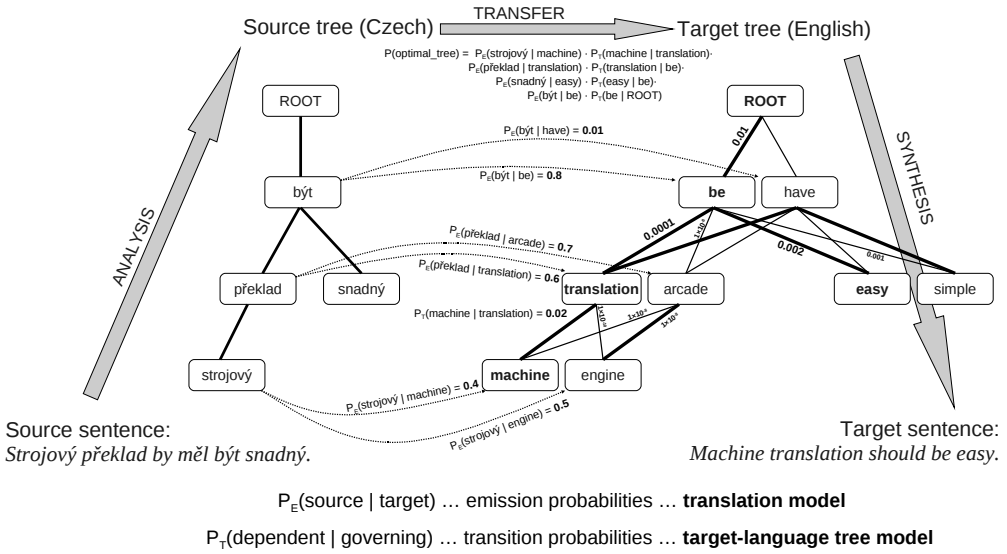 Source tree (Czech)
TRANSFER
Target tree (English)
P(optimal_tree) = P_E(strojový | machine) · P_T(machine | translation)·
P_E(překlad | translation) · P_T(translation | be)·
P_E(snadný | easy) · P_T(easy | be)·
P_E(být | be) · P_T(be | ROOT)
ROOT
ROOT
P_E(být | have) = 0.01
0.01
ANALYSIS
SYNTHESIS
být
P_E(být | be) = 0.8
be
have
0.0001
0.002
0.001
P_E(překlad | arcade) = 0.7
P_E(překlad | translation) = 0.6
překlad
snadný
translation
arcade
easy
simple
P_T(machine | translation) = 0.02
strojový
machine
engine
P_E(strojový | machine) = 0.4
P_E(strojový | engine) = 0.5
Source sentence:
Strojový překlad by měl být snadný.
Target sentence:
Machine translation should be easy.
P_E(source | target) … emission probabilities … translation model
P_T(dependent | governing) … transition probabilities … target-language tree model